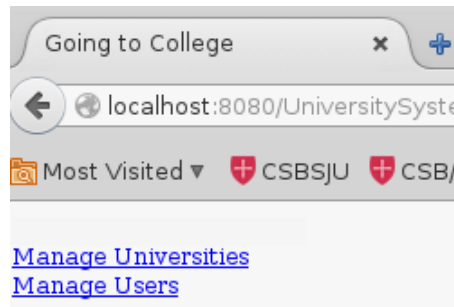 Going to College
localhost:8080/UniversitySyste
Most Visited CSBSJU CSB/
Manage Universities
Manage Users